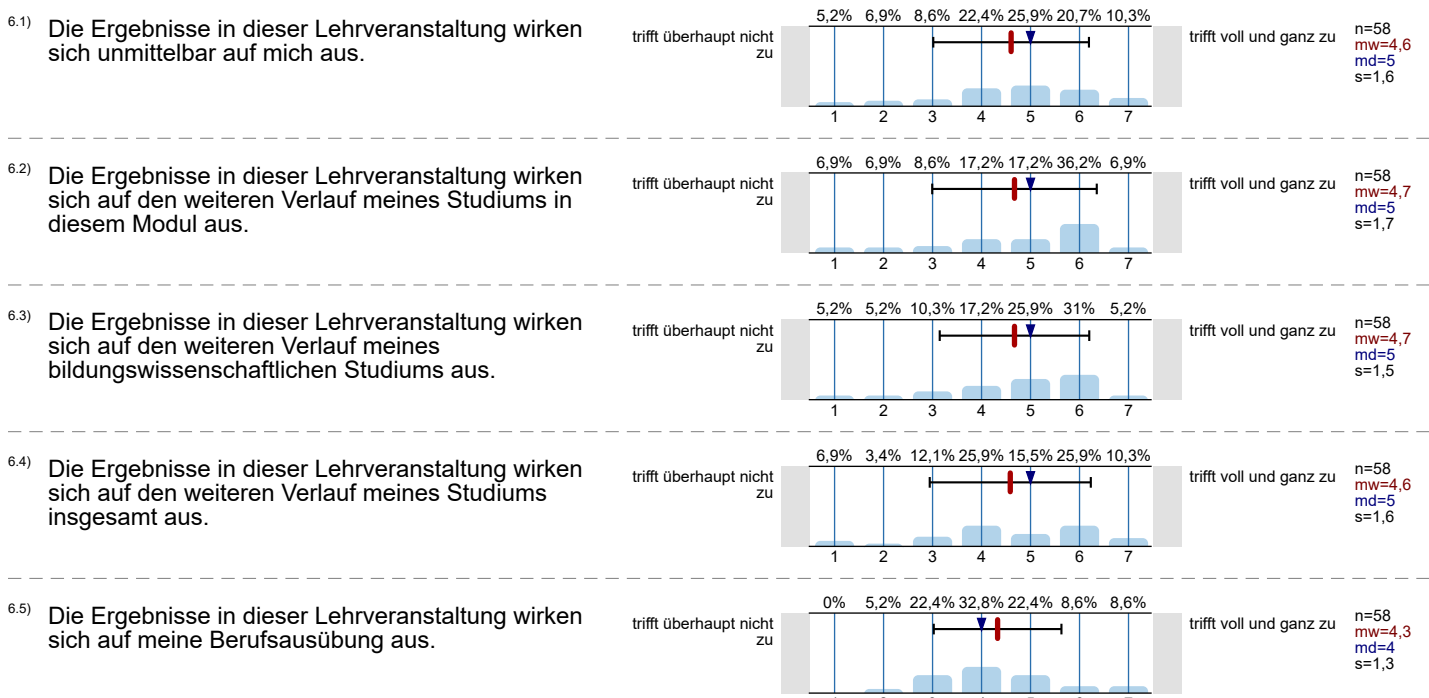 6.1) Die Ergebnisse in dieser Lehrveranstaltung wirken
sich unmittelbar auf mich aus.
trifft überhaupt nicht
zu
5,2% 6,9% 8,6% 22,4% 25,9% 20,7% 10,3%
1 2 3 4 5 6 7
trifft voll und ganz zu
n=58
mw=4,6
md=5
s=1,6
6.2) Die Ergebnisse in dieser Lehrveranstaltung wirken
sich auf den weiteren Verlauf meines Studiums in
diesem Modul aus.
trifft überhaupt nicht
zu
6,9% 6,9% 8,6% 17,2% 17,2% 36,2% 6,9%
1 2 3 4 5 6 7
trifft voll und ganz zu
n=58
mw=4,7
md=5
s=1,7
6.3) Die Ergebnisse in dieser Lehrveranstaltung wirken
sich auf den weiteren Verlauf meines
bildungswissenschaftlichen Studiums aus.
trifft überhaupt nicht
zu
5,2% 5,2% 10,3% 17,2% 25,9% 31% 5,2%
1 2 3 4 5 6 7
trifft voll und ganz zu
n=58
mw=4,7
md=5
s=1,5
6.4) Die Ergebnisse in dieser Lehrveranstaltung wirken
sich auf den weiteren Verlauf meines Studiums
insgesamt aus.
trifft überhaupt nicht
zu
6,9% 3,4% 12,1% 25,9% 15,5% 25,9% 10,3%
1 2 3 4 5 6 7
trifft voll und ganz zu
n=58
mw=4,6
md=5
s=1,6
6.5) Die Ergebnisse in dieser Lehrveranstaltung wirken
sich auf meine Berufsausübung aus.
trifft überhaupt nicht
zu
0% 5,2% 22,4% 32,8% 22,4% 8,6% 8,6%
trifft voll und ganz zu
n=58
mw=4,3
md=4
s=1,3